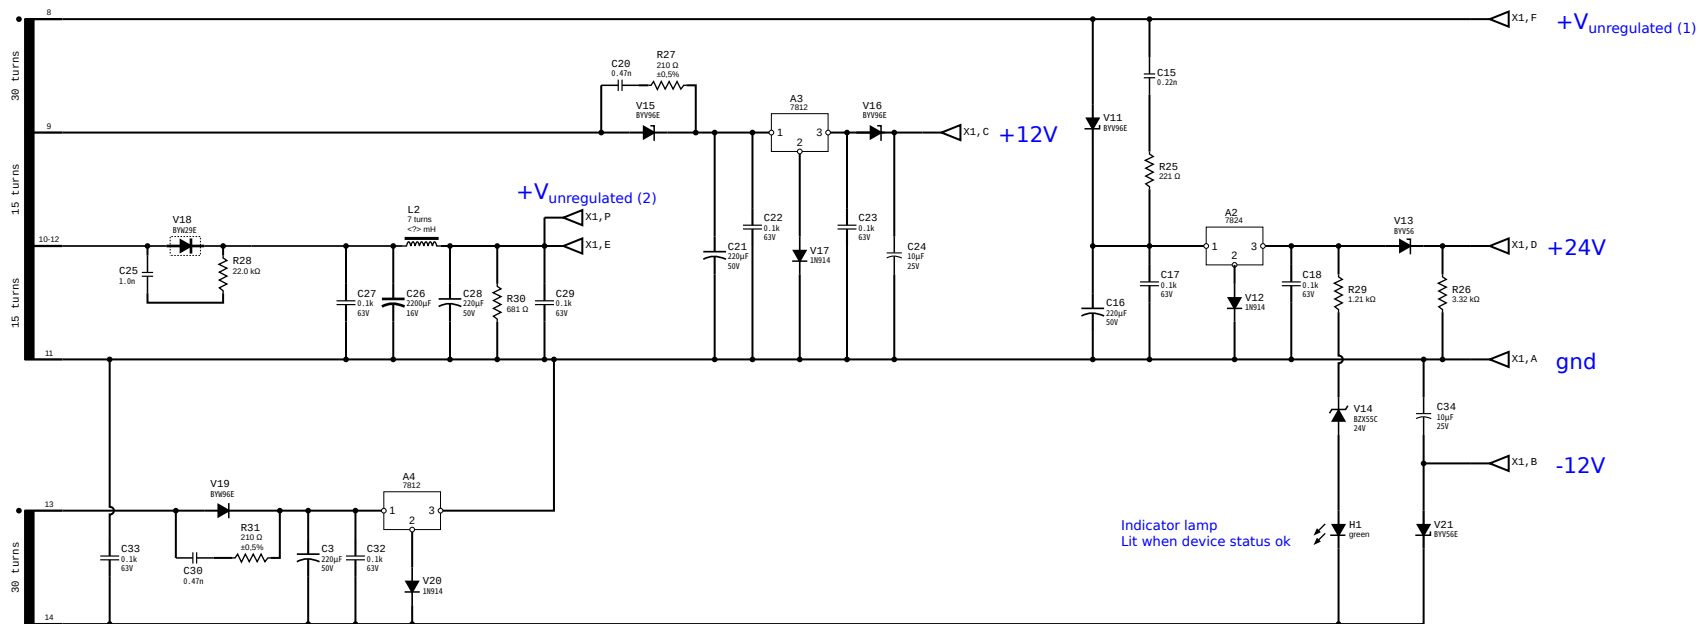 8
X1,F
+Vunregulated (1)
30 turns
C20
0.47n
R27
210 Ω
±0,5%
C15
0.22n
A3
7812
V15
BYV96E
V16
BYV96E
V11
BYV96E
9
1
3
2
X1,C
+12V
R25
221 Ω
15 turns
+Vunregulated (2)
L2
7 turns
<?> mH
X1,P
V18
BYW29E
C22
0.1k
63V
C23
0.1k
63V
A2
7824
V13
BYV56
10-12
X1,E
C21
220µF
50V
V17
1N914
C24
10µF
25V
1
3
2
X1,D
+24V
C25
1.0n
R28
22.0 kΩ
15 turns
C27
0.1k
63V
C26
2200µF
16V
C28
220µF
50V
R30
681 Ω
C29
0.1k
63V
C16
220µF
50V
C17
0.1k
63V
V12
1N914
C18
0.1k
63V
R29
1.21 kΩ
R26
3.32 kΩ
11
X1,A
gnd
V14
BZX55C
24V
C34
10µF
25V
X1,B
-12V
13
V19
BYW96E
A4
7812
1
3
2
R31
210 Ω
±0,5%
C30
0.47n
30 turns
C33
0.1k
63V
C3
220µF
50V
C32
0.1k
63V
V20
1N914
Indicator lamp
Lit when device status ok
H1
green
V21
BYV56E
14